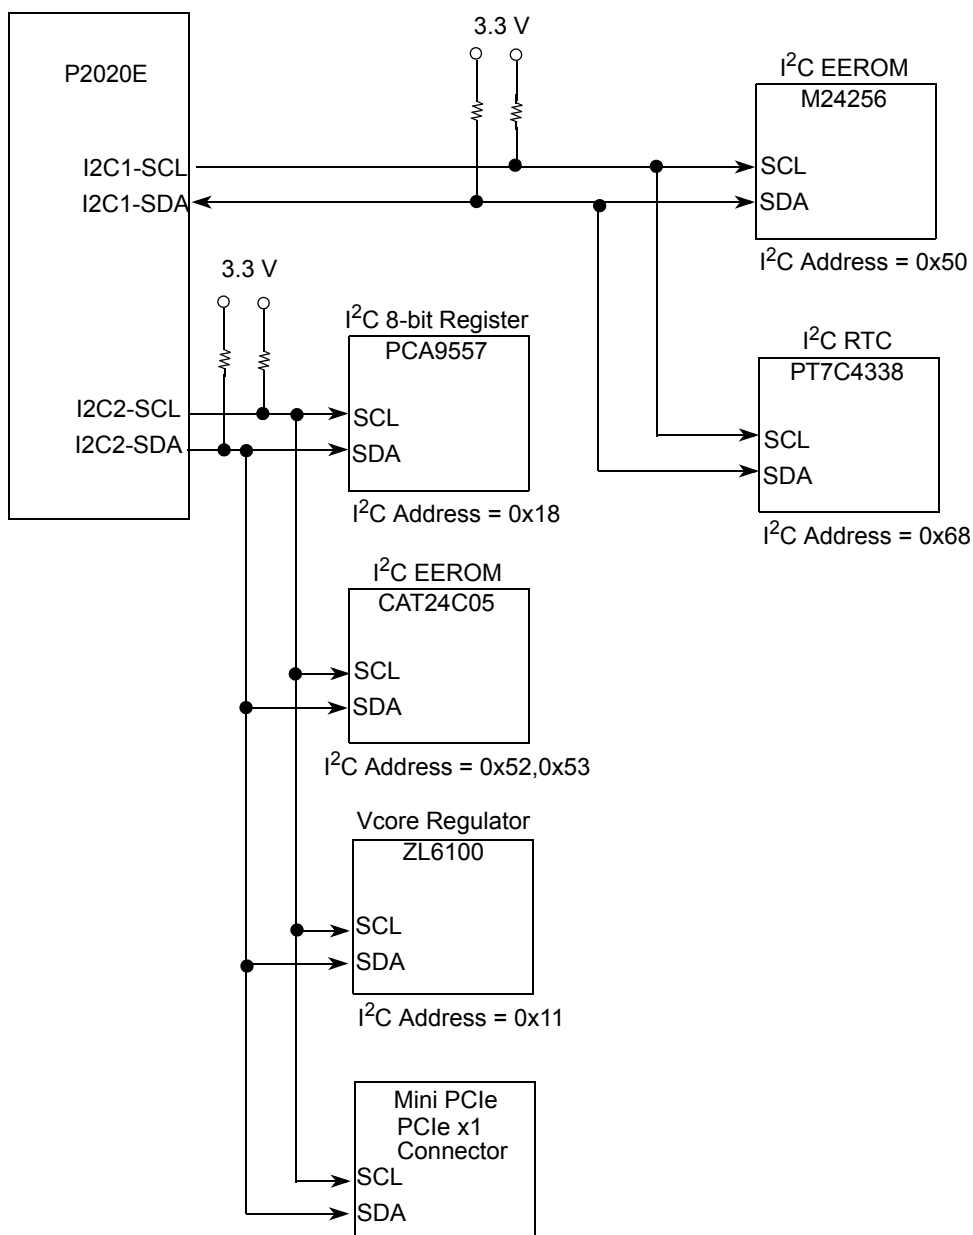 3.3 V
P2020E
I²C EEROM
M24256
I2C1-SCL
SCL
I2C1-SDA
SDA
I²C Address = 0x50
3.3 V
I²C 8-bit Register
PCA9557
I²C RTC
PT7C4338
I2C2-SCL
SCL
I2C2-SDA
SDA
SCL
SDA
I²C Address = 0x18
I²C Address = 0x68
I²C EEROM
CAT24C05
SCL
SDA
I²C Address = 0x52,0x53
Vcore Regulator
ZL6100
SCL
SDA
I²C Address = 0x11
Mini PCIe
PCIe x1
Connector
SCL
SDA